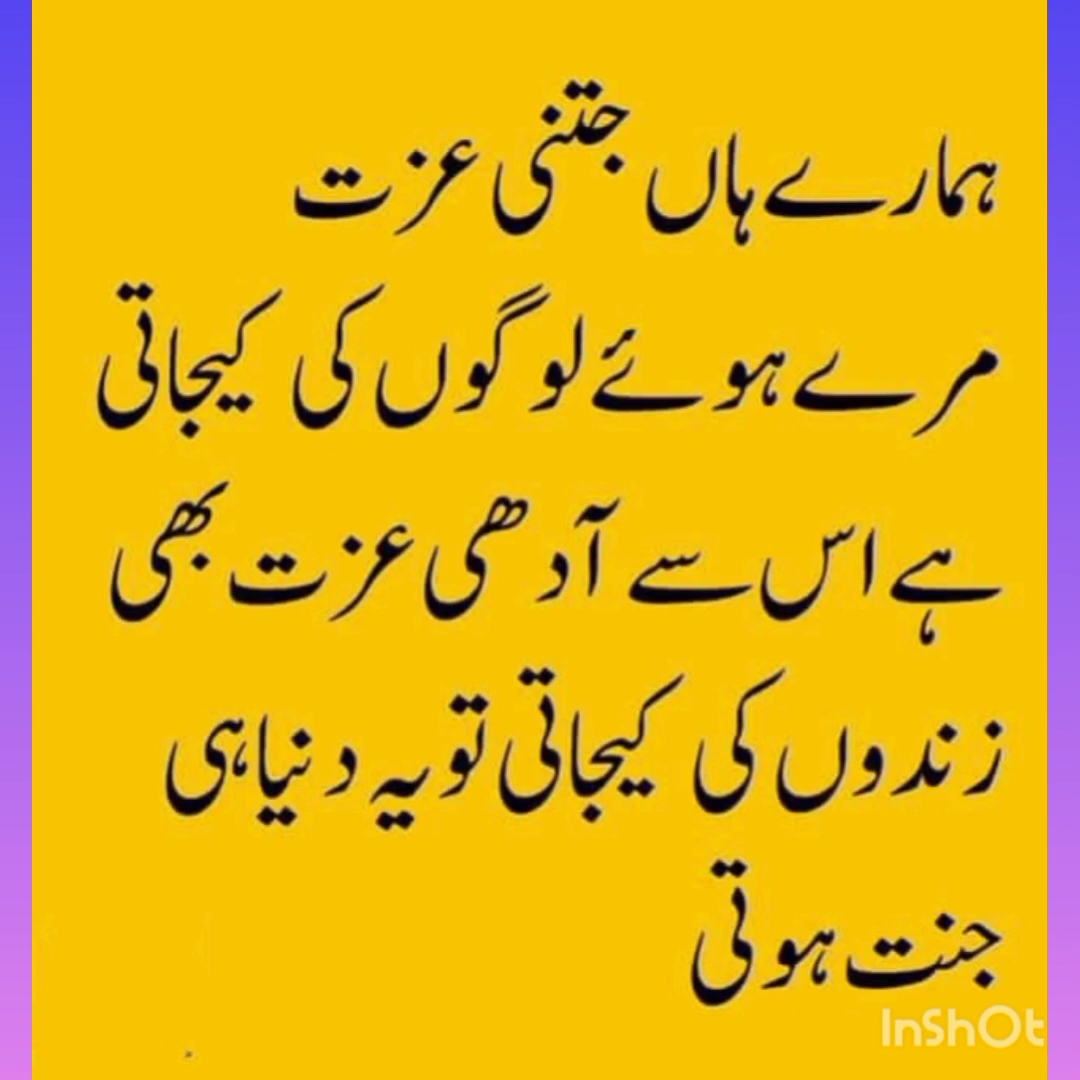 ہمارے ہاں جتنی عزت
مرے ہوئے لوگوں کی کیجاتی
ہے اس سے آدھی عزت بھی
زندوں کی کیجاتی تو یہ دنیا ہی
جنت ہوتی
InShOt